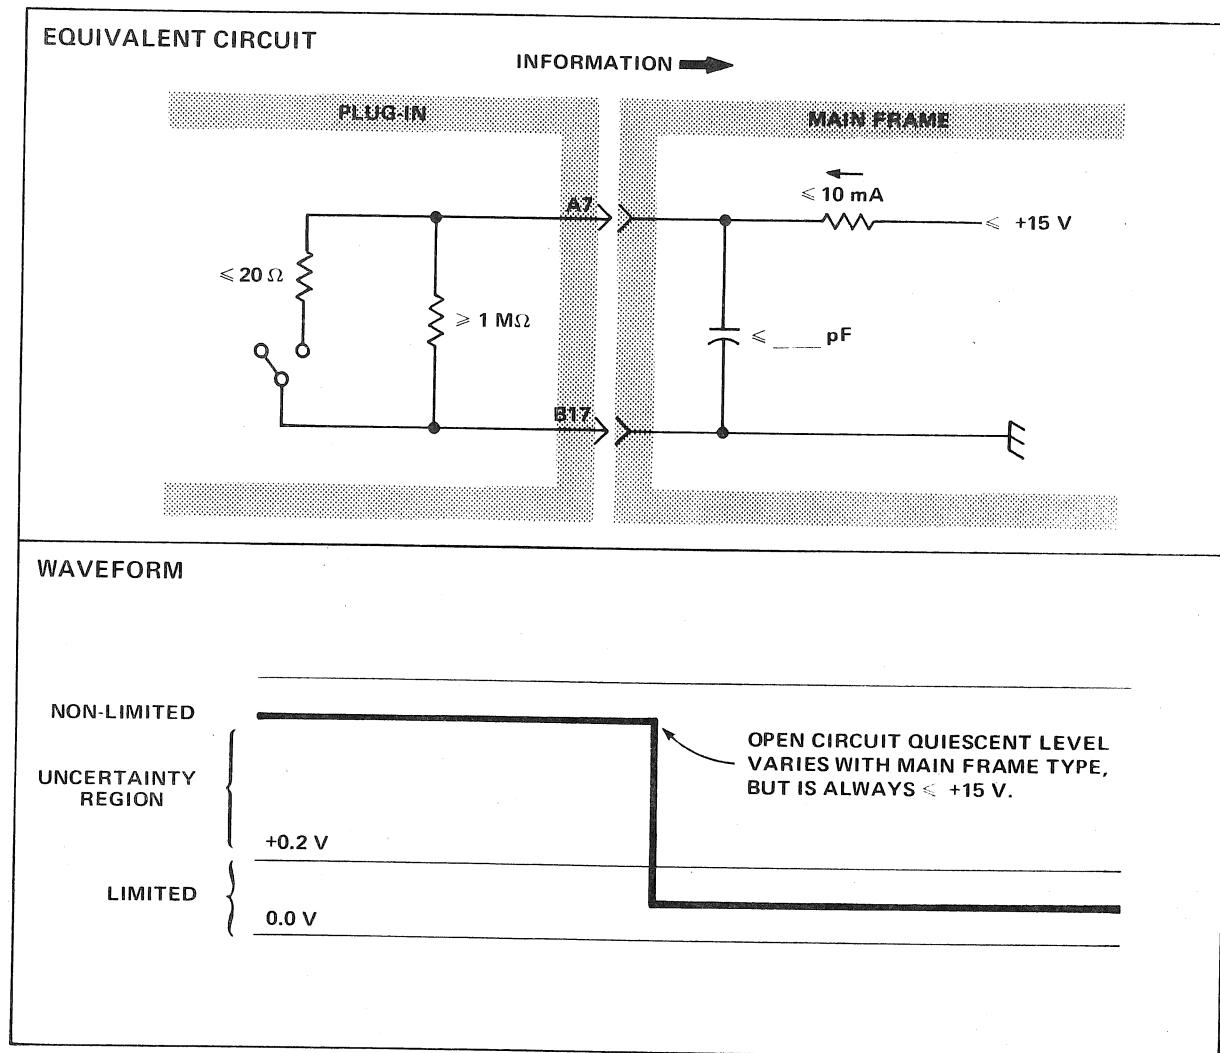 EQUIVALENT CIRCUIT
INFORMATION
PLUG-IN
MAIN FRAME
A7
⩽ 10 mA
⩽ +15 V
⩽ 20 Ω
⩾ 1 MΩ
⩽ ____ pF
B17
WAVEFORM
NON-LIMITED
OPEN CIRCUIT QUIESCENT LEVEL
VARIES WITH MAIN FRAME TYPE,
BUT IS ALWAYS ⩽ +15 V.
UNCERTAINTY
REGION
+0.2 V
LIMITED
0.0 V